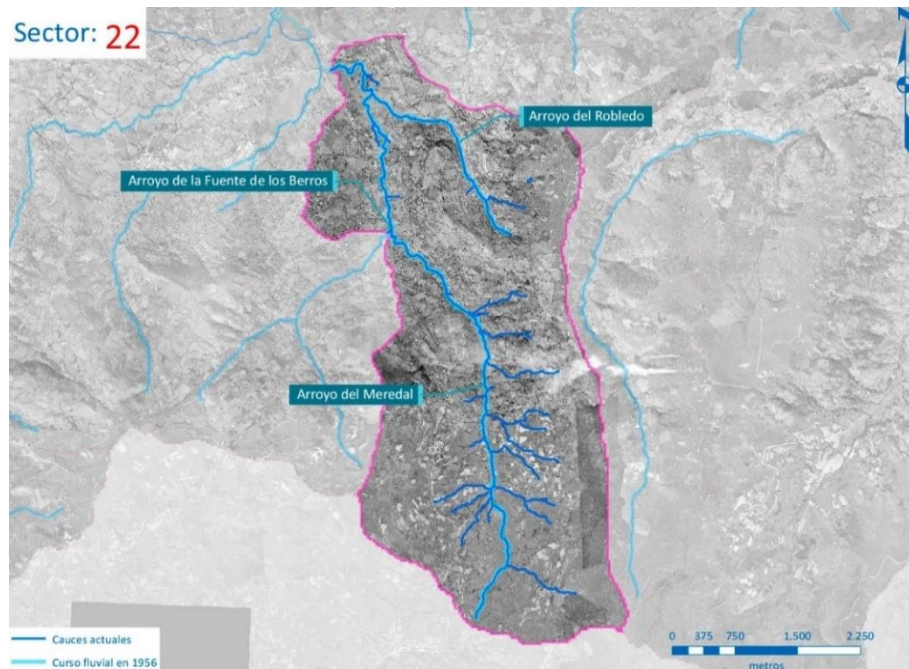 Sector: 22
N
Arroyo del Robledo
Arroyo de la Fuente de los Berros
Arroyo del Meredal
Cauces actuales
Curso fluvial en 1956
0 375 750 1.500 2.250
metros